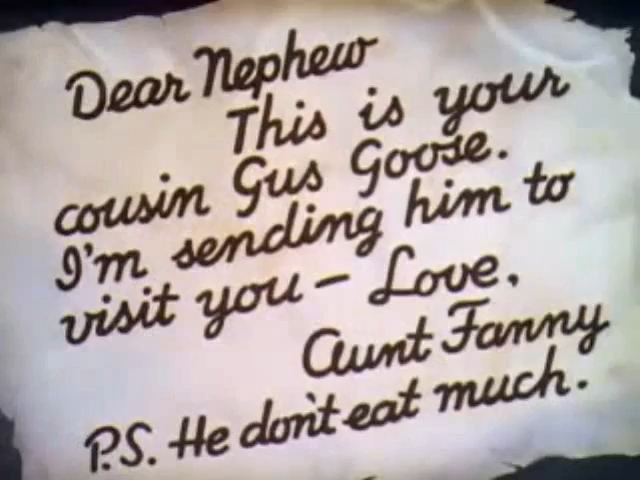 Dear Nephew
This is your
cousin Gus Goose.
I'm sending him to
visit you - Love,
Aunt Fanny
P.S. He don't eat much.